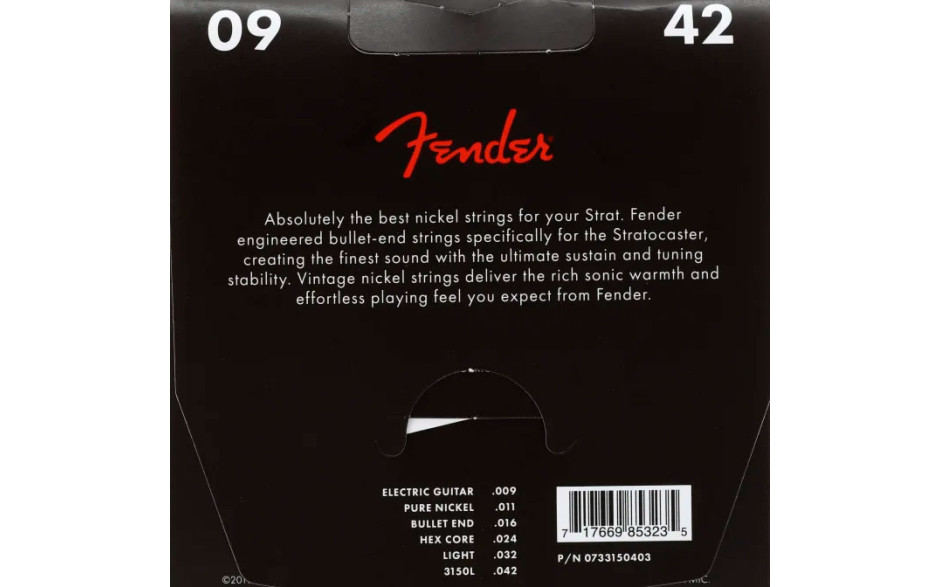 09 42
Fender
Absolutely the best nickel strings for your Strat. Fender
engineered bullet-end strings specifically for the Stratocaster,
creating the finest sound with the ultimate sustain and tuning
stability. Vintage nickel strings deliver the rich sonic warmth and
effortless playing feel you expect from Fender.
ELECTRIC GUITAR .009
PURE NICKEL .011
BULLET END .016
HEX CORE .024
LIGHT .032
3150L .042
7 17669 85323 5
P/N 0733150403